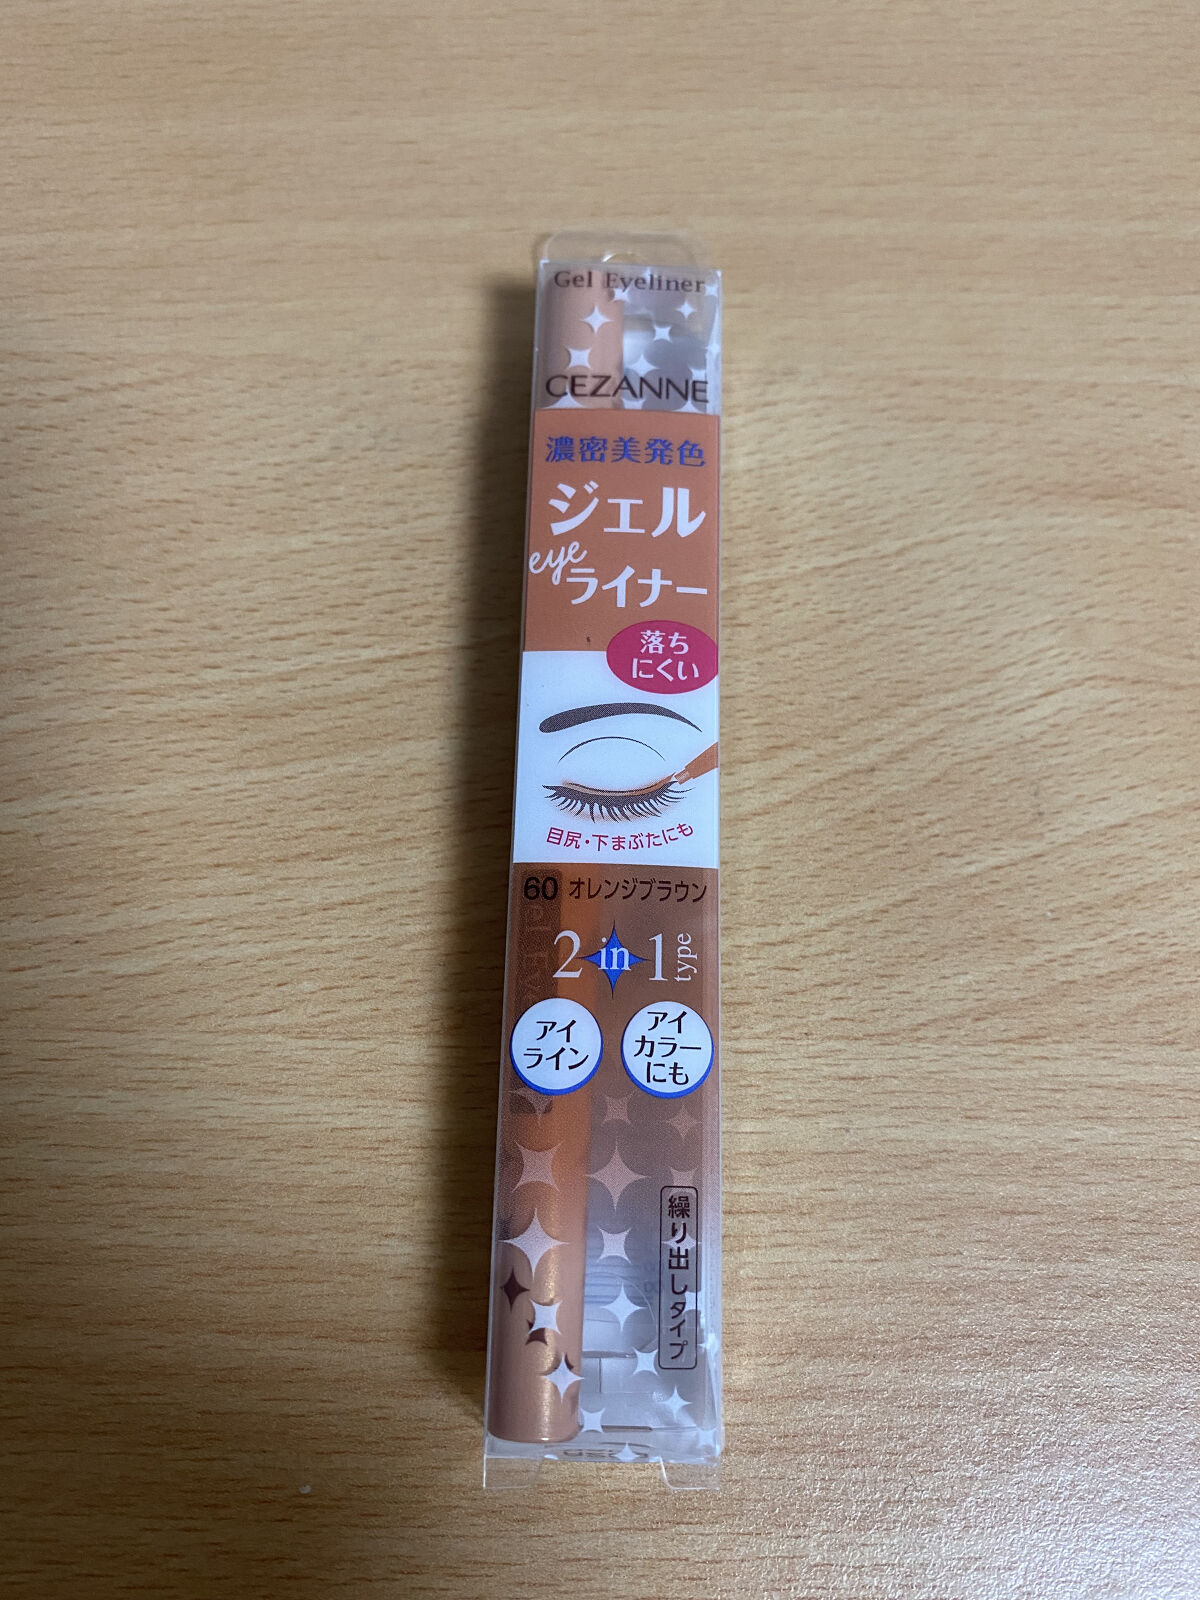 Gel Eyeliner
CEZANNE
濃密美発色
ジェル
eye
ライナー
落ち
にくい
目尻・下まぶたにも
60 オレンジブラウン
2 in 1 type
アイ
ライン
アイ
カラー
にも
繰り出しタイプ